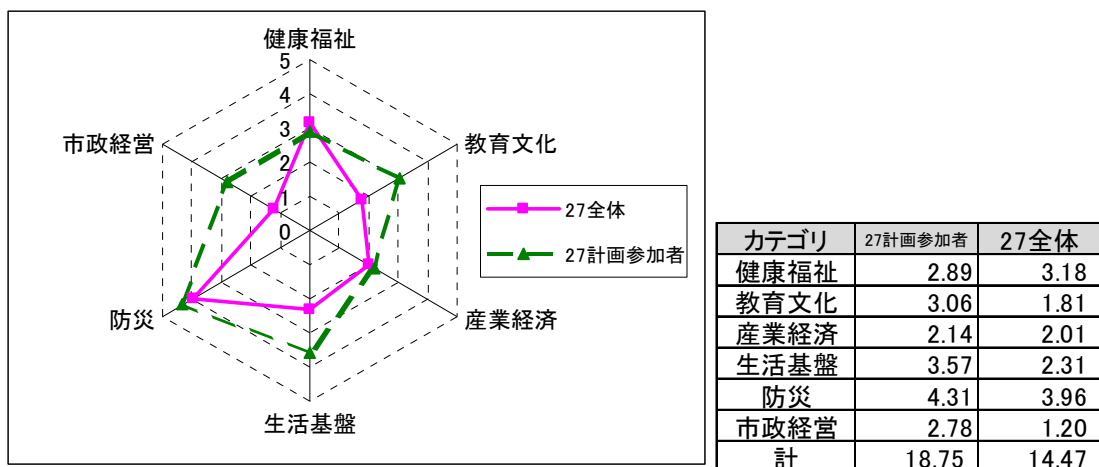 健康福祉
5
4
3
2
1
0
市政経営
教育文化
防災
産業経済
生活基盤
27全体
27計画参加者
カテゴリ 27計画参加者 27全体
健康福祉 2.89 3.18
教育文化 3.06 1.81
産業経済 2.14 2.01
生活基盤 3.57 2.31
防災 4.31 3.96
市政経営 2.78 1.20
計 18.75 14.47